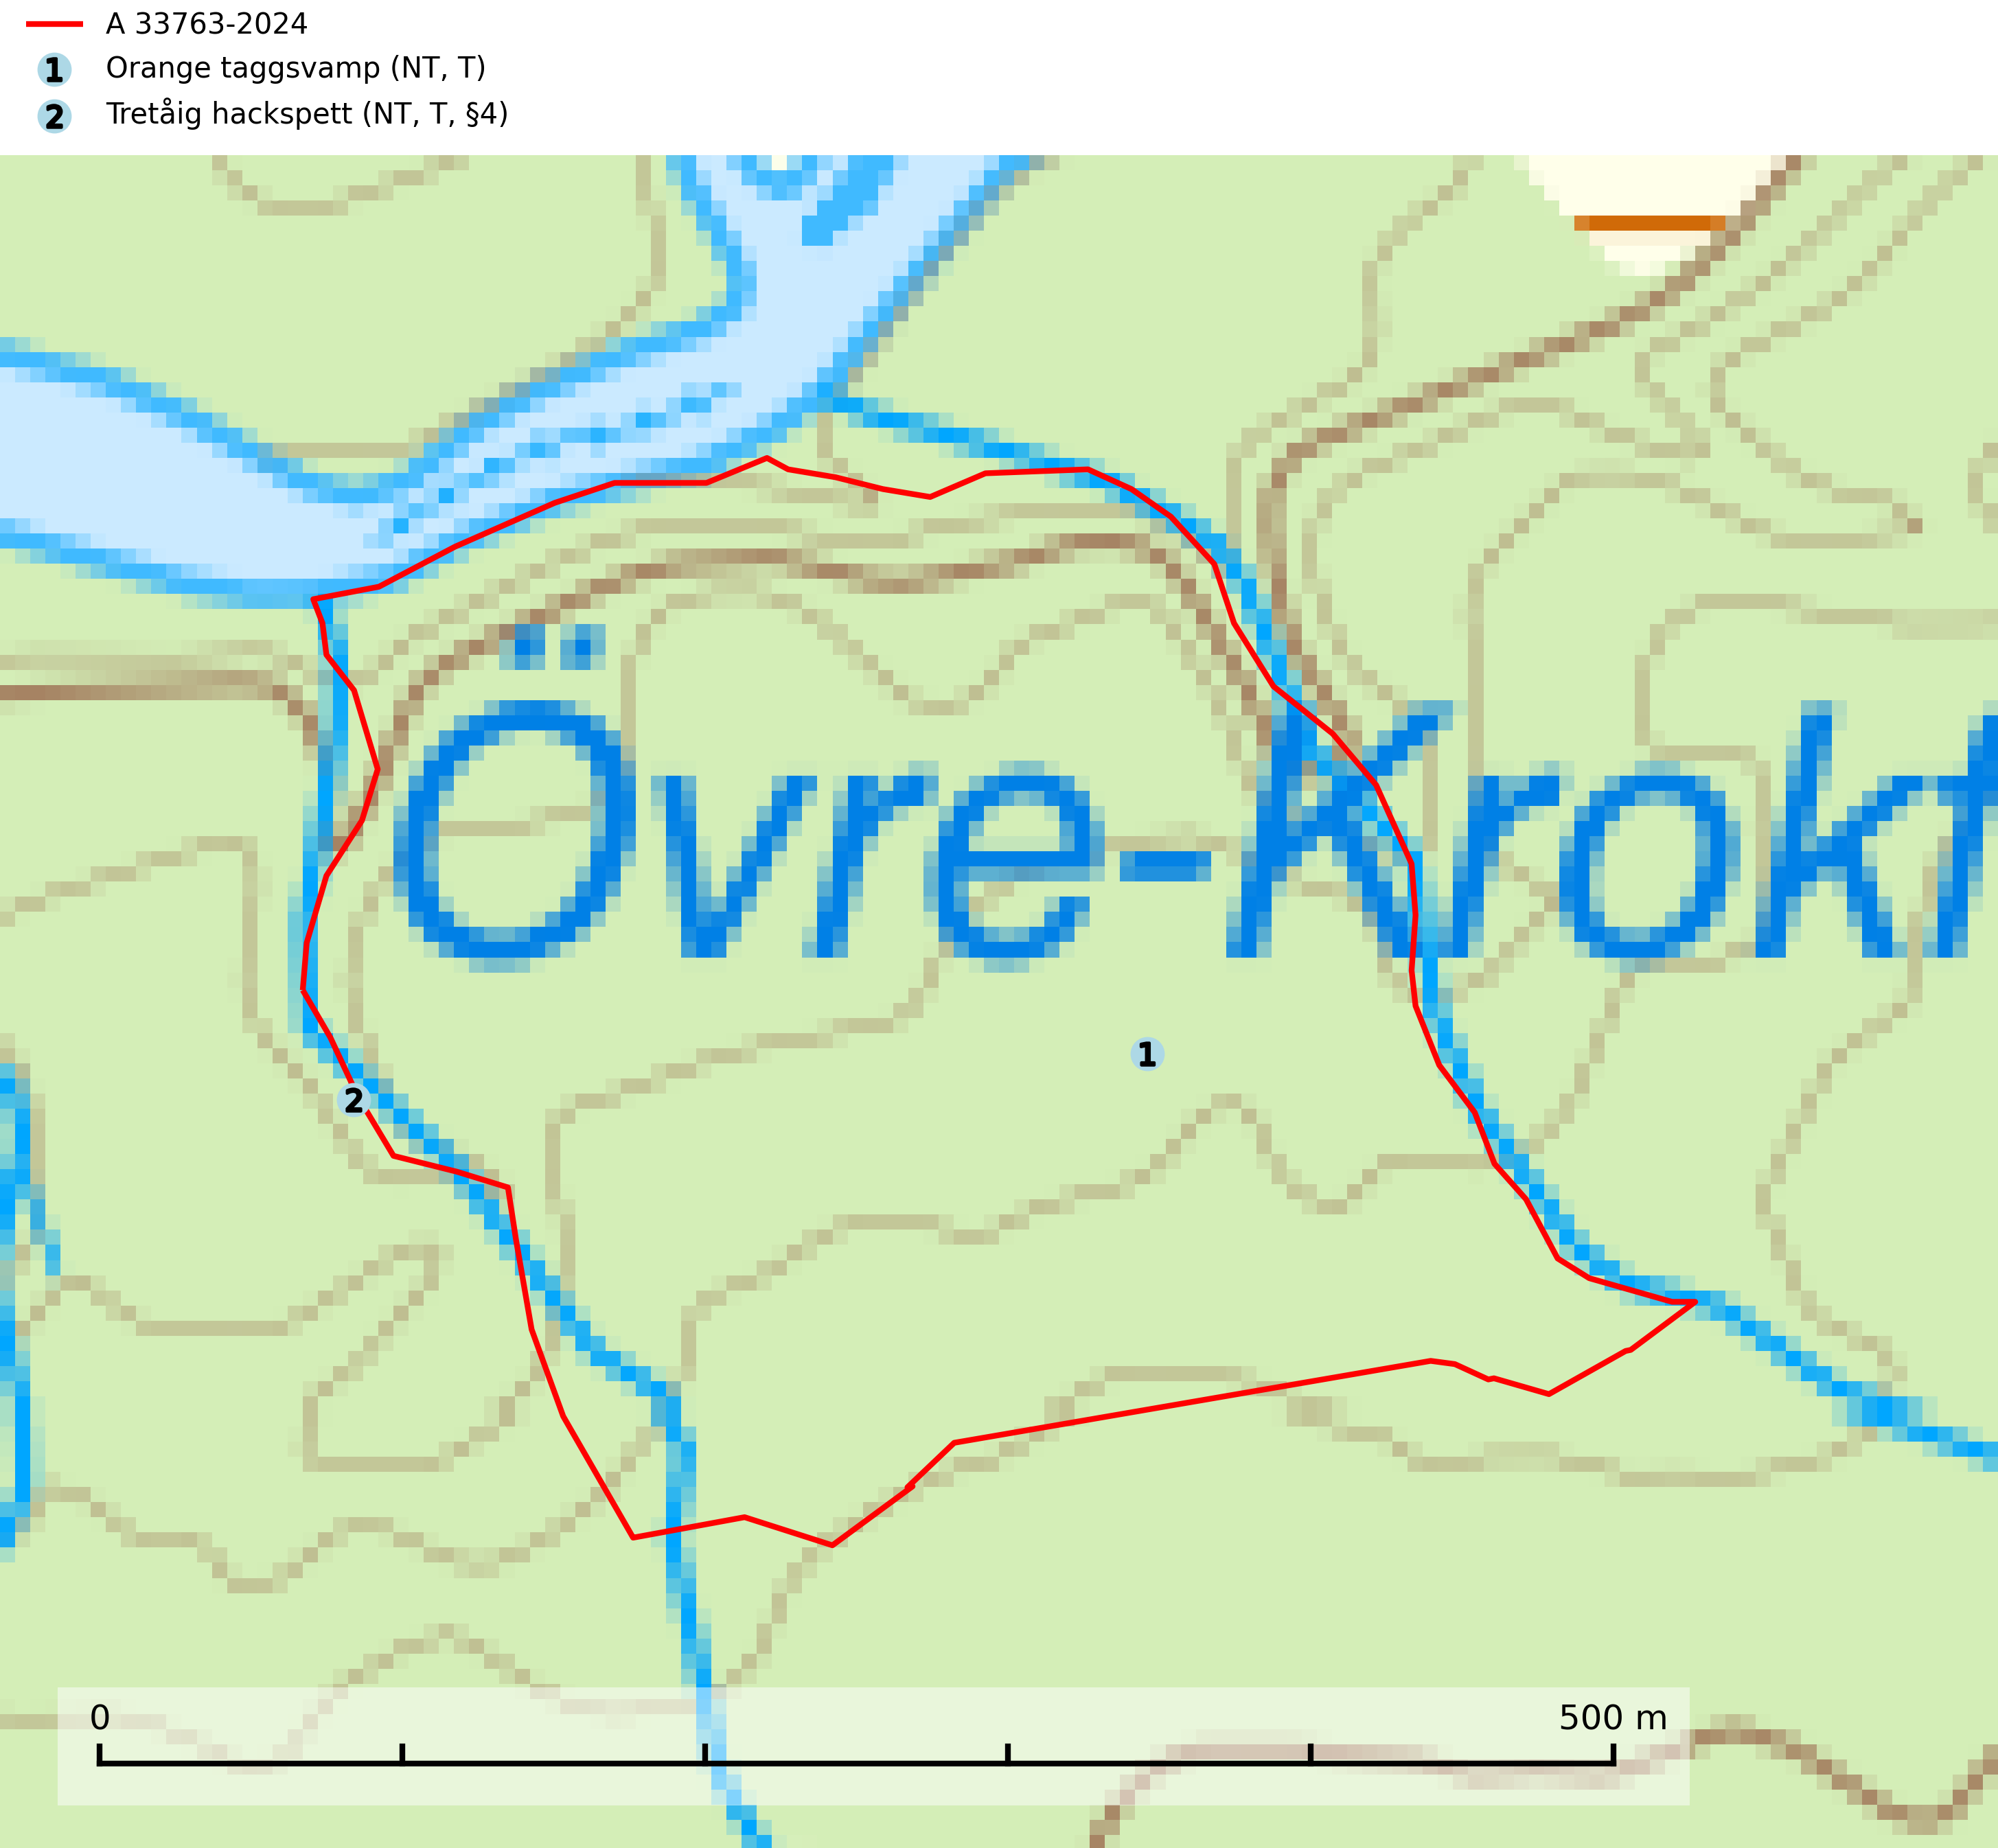 A 33763-2024
1 Orange taggsvamp (NT, T)
2 Tretåig hackspett (NT, T, §4)
Övre-Krokt
1
2
0 500 m